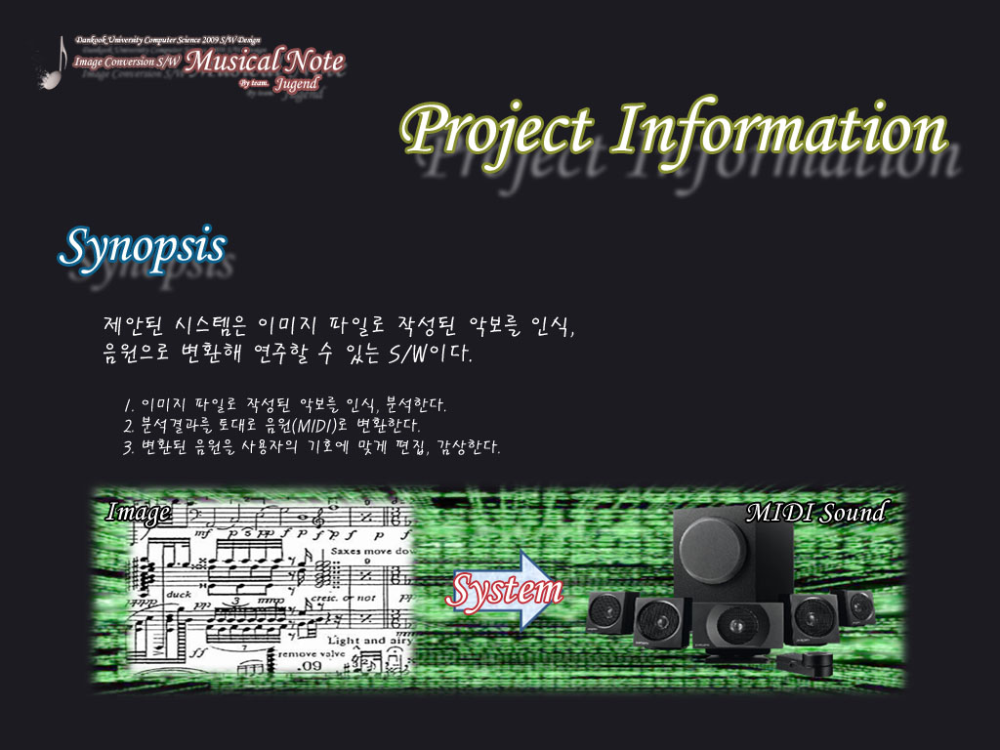 Dankook University Computer Science 2009 S/W Design
Image Conversion S/W Musical Note
By team. Jugend
Project Information
Synopsis
제안된 시스템은 이미지 파일로 작성된 악보를 인식,
음원으로 변환해 연주할 수 있는 S/W이다.
1. 이미지 파일로 작성된 악보를 인식, 분석한다.
2. 분석결과를 토대로 음원(MIDI)로 변환한다.
3. 변환된 음원을 사용자의 기호에 맞게 편집, 감상한다.
Image
MIDI Sound
mf p f p f p f p
Saxes move do
System
duck
cresc. or not
ppp
mmp
pp
Light and airy
ff
remove valve
.09